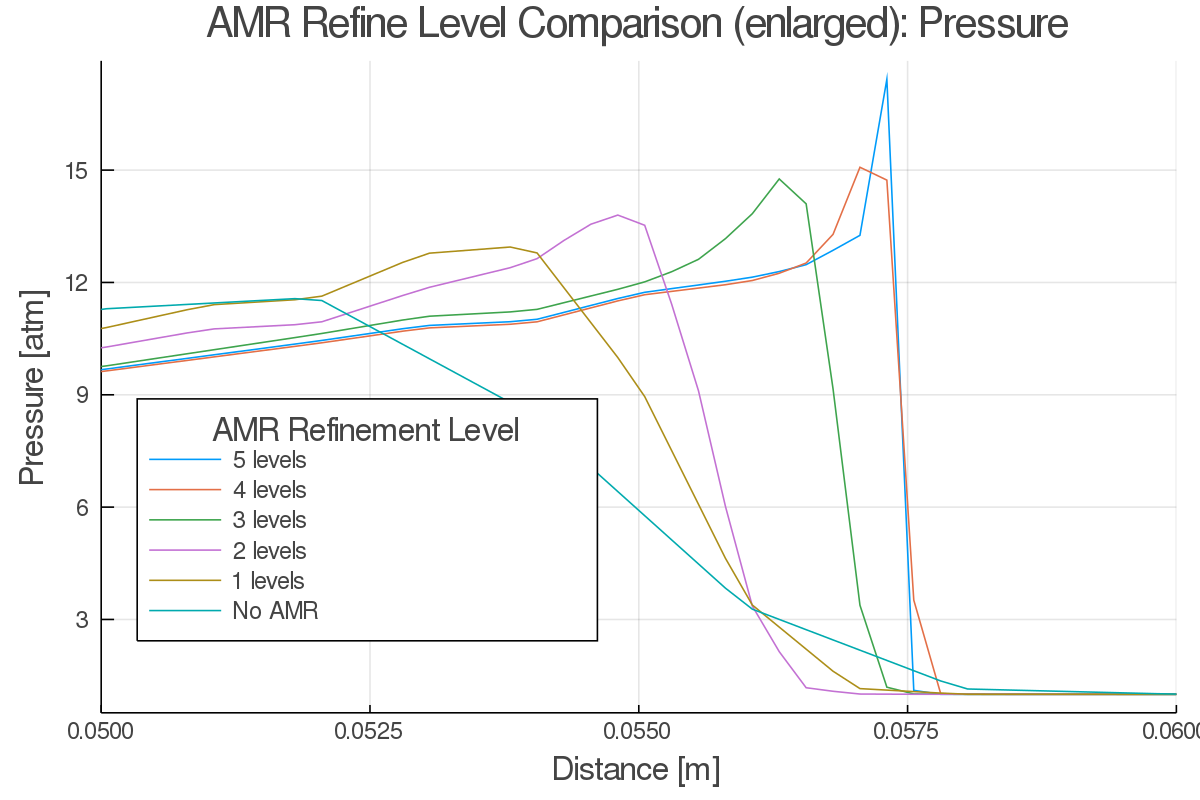 AMR Refine Level Comparison (enlarged): Pressure
Pressure [atm]
15
12
9
6
3
AMR Refinement Level
5 levels
4 levels
3 levels
2 levels
1 levels
No AMR
0.0500 0.0525 0.0550 0.0575 0.060
Distance [m]